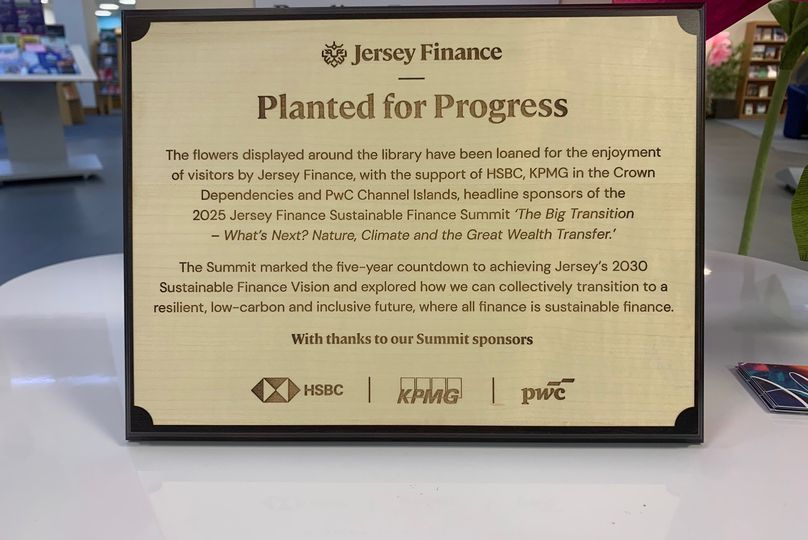 Jersey Finance
Planted for Progress
The flowers displayed around the library have been loaned for the enjoyment
of visitors by Jersey Finance, with the support of HSBC, KPMG in the Crown
Dependencies and PwC Channel Islands, headline sponsors of the
2025 Jersey Finance Sustainable Finance Summit ‘The Big Transition
– What’s Next? Nature, Climate and the Great Wealth Transfer.’
The Summit marked the five-year countdown to achieving Jersey’s 2030
Sustainable Finance Vision and explored how we can collectively transition to a
resilient, low-carbon and inclusive future, where all finance is sustainable finance.
With thanks to our Summit sponsors
HSBC
KPMG
pwc